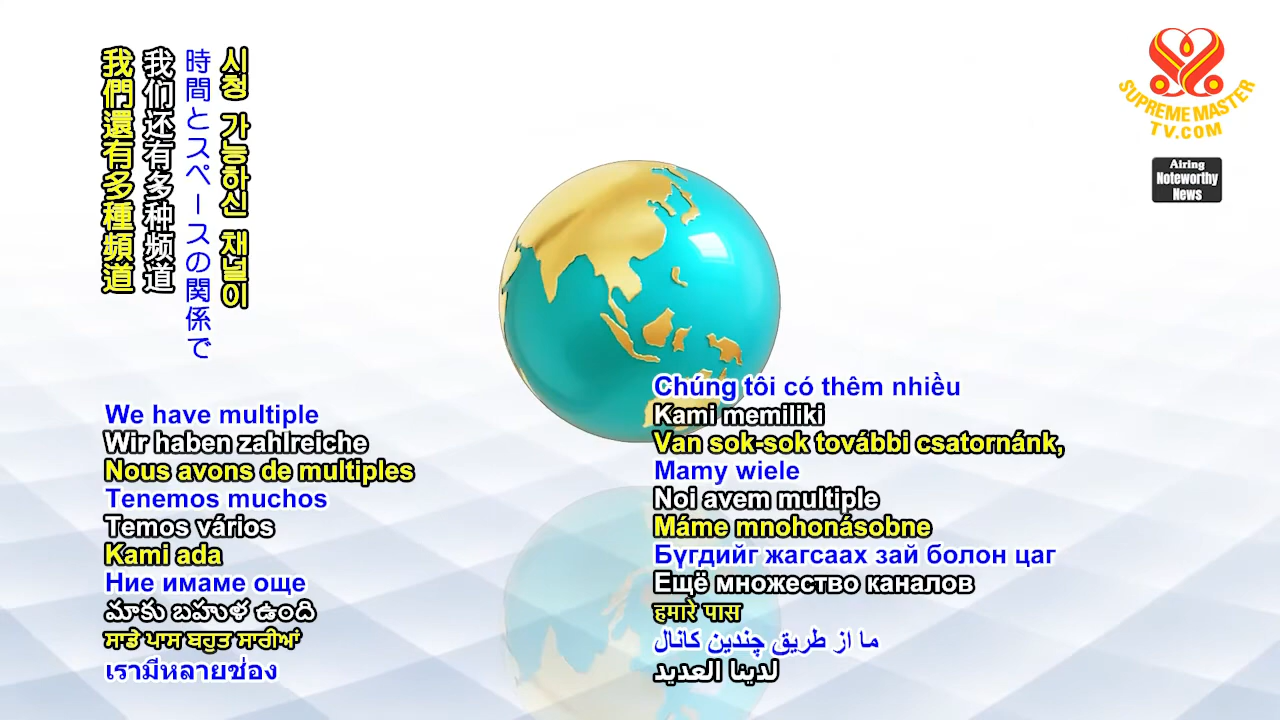 我們還有多種頻道
我们还有多种频道
時間とスペースの関係で
시청 가능하신 채널이
SUPREME MASTER
TV.COM
Airing
Noteworthy
News
We have multiple
Wir haben zahlreiche
Nous avons de multiples
Tenemos muchos
Temos vários
Kami ada
Ние имаме още
మాకు బహుళ ఉంది
ਸਾਡੇ ਪਾਸ ਬਹੁਤ ਸਾਰੀਆਂ
เรามีหลายช่อง
Chúng tôi có thêm nhiều
Kami memiliki
Van sok-sok további csatornánk,
Mamy wiele
Noi avem multiple
Máme mnohonásobne
Бүгдийг жагсаах зай болон цаг
Ещё множество каналов
हमारे पास
ما از طریق چندین کانال
لدينا العديد